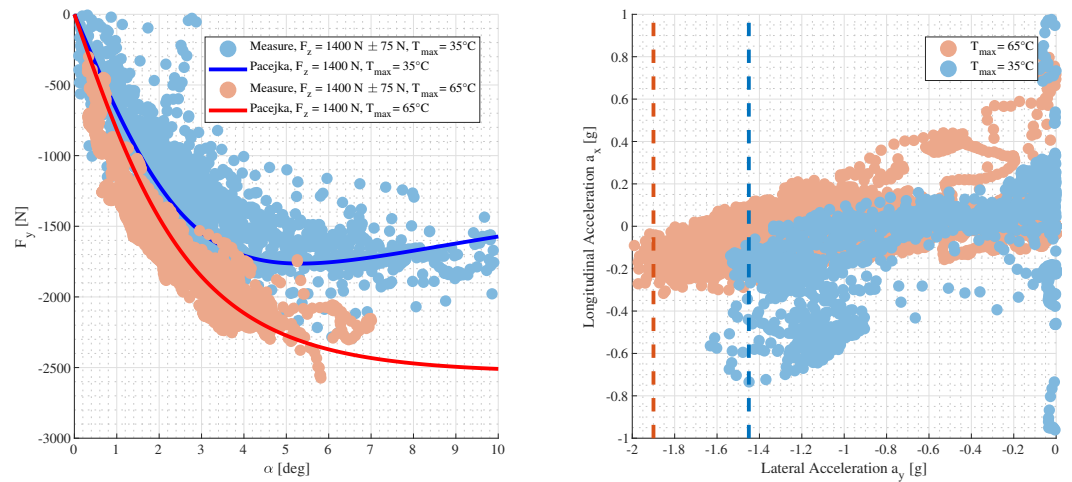 Measure, F_z = 1400 N ± 75 N, T_max = 35°C
Pacejka, F_z = 1400 N, T_max = 35°C
Measure, F_z = 1400 N ± 75 N, T_max = 65°C
Pacejka, F_z = 1400 N, T_max = 65°C
0
-500
-1000
-1500
-2000
-2500
-3000
F_y [N]
0 1 2 3 4 5 6 7 8 9 10
α [deg]
T_max = 65°C
T_max = 35°C
1
0.8
0.6
0.4
0.2
0
-0.2
-0.4
-0.6
-0.8
-1
Longitudinal Acceleration a_x [g]
-2 -1.8 -1.6 -1.4 -1.2 -1 -0.8 -0.6 -0.4 -0.2 0
Lateral Acceleration a_y [g]